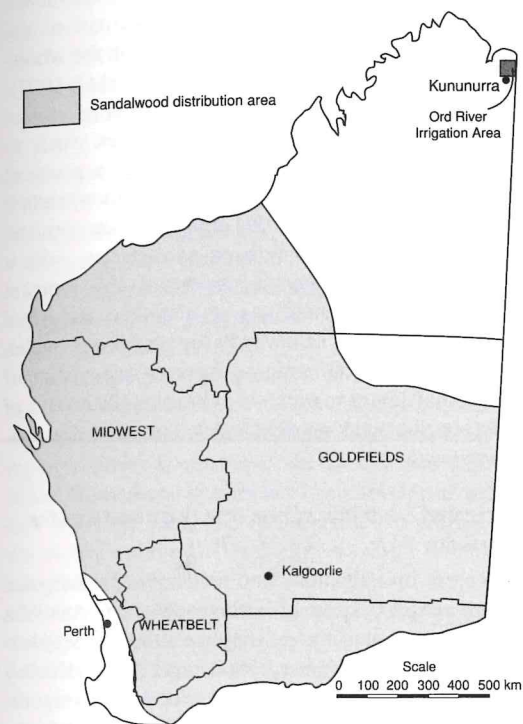 Kununurra
Sandalwood distribution area
Ord River
Irrigation Area
MIDWEST
GOLDFIELDS
Kalgoorlie
Perth
WHEATBELT
Scale
0 100 200 300 400 500 km